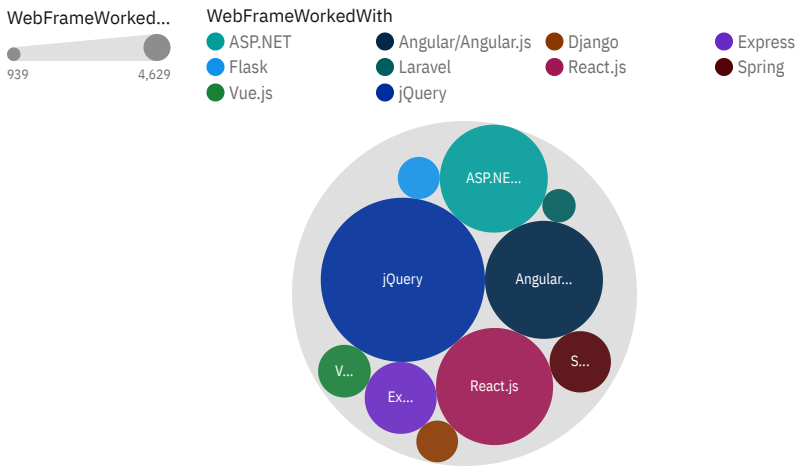 WebFrameWorked...
939 4,629
WebFrameWorkedWith
ASP.NET Angular/Angular.js Django Express
Flask Laravel React.js Spring
Vue.js jQuery
ASP.NE...
jQuery
Angular...
V...
Ex...
React.js
S...